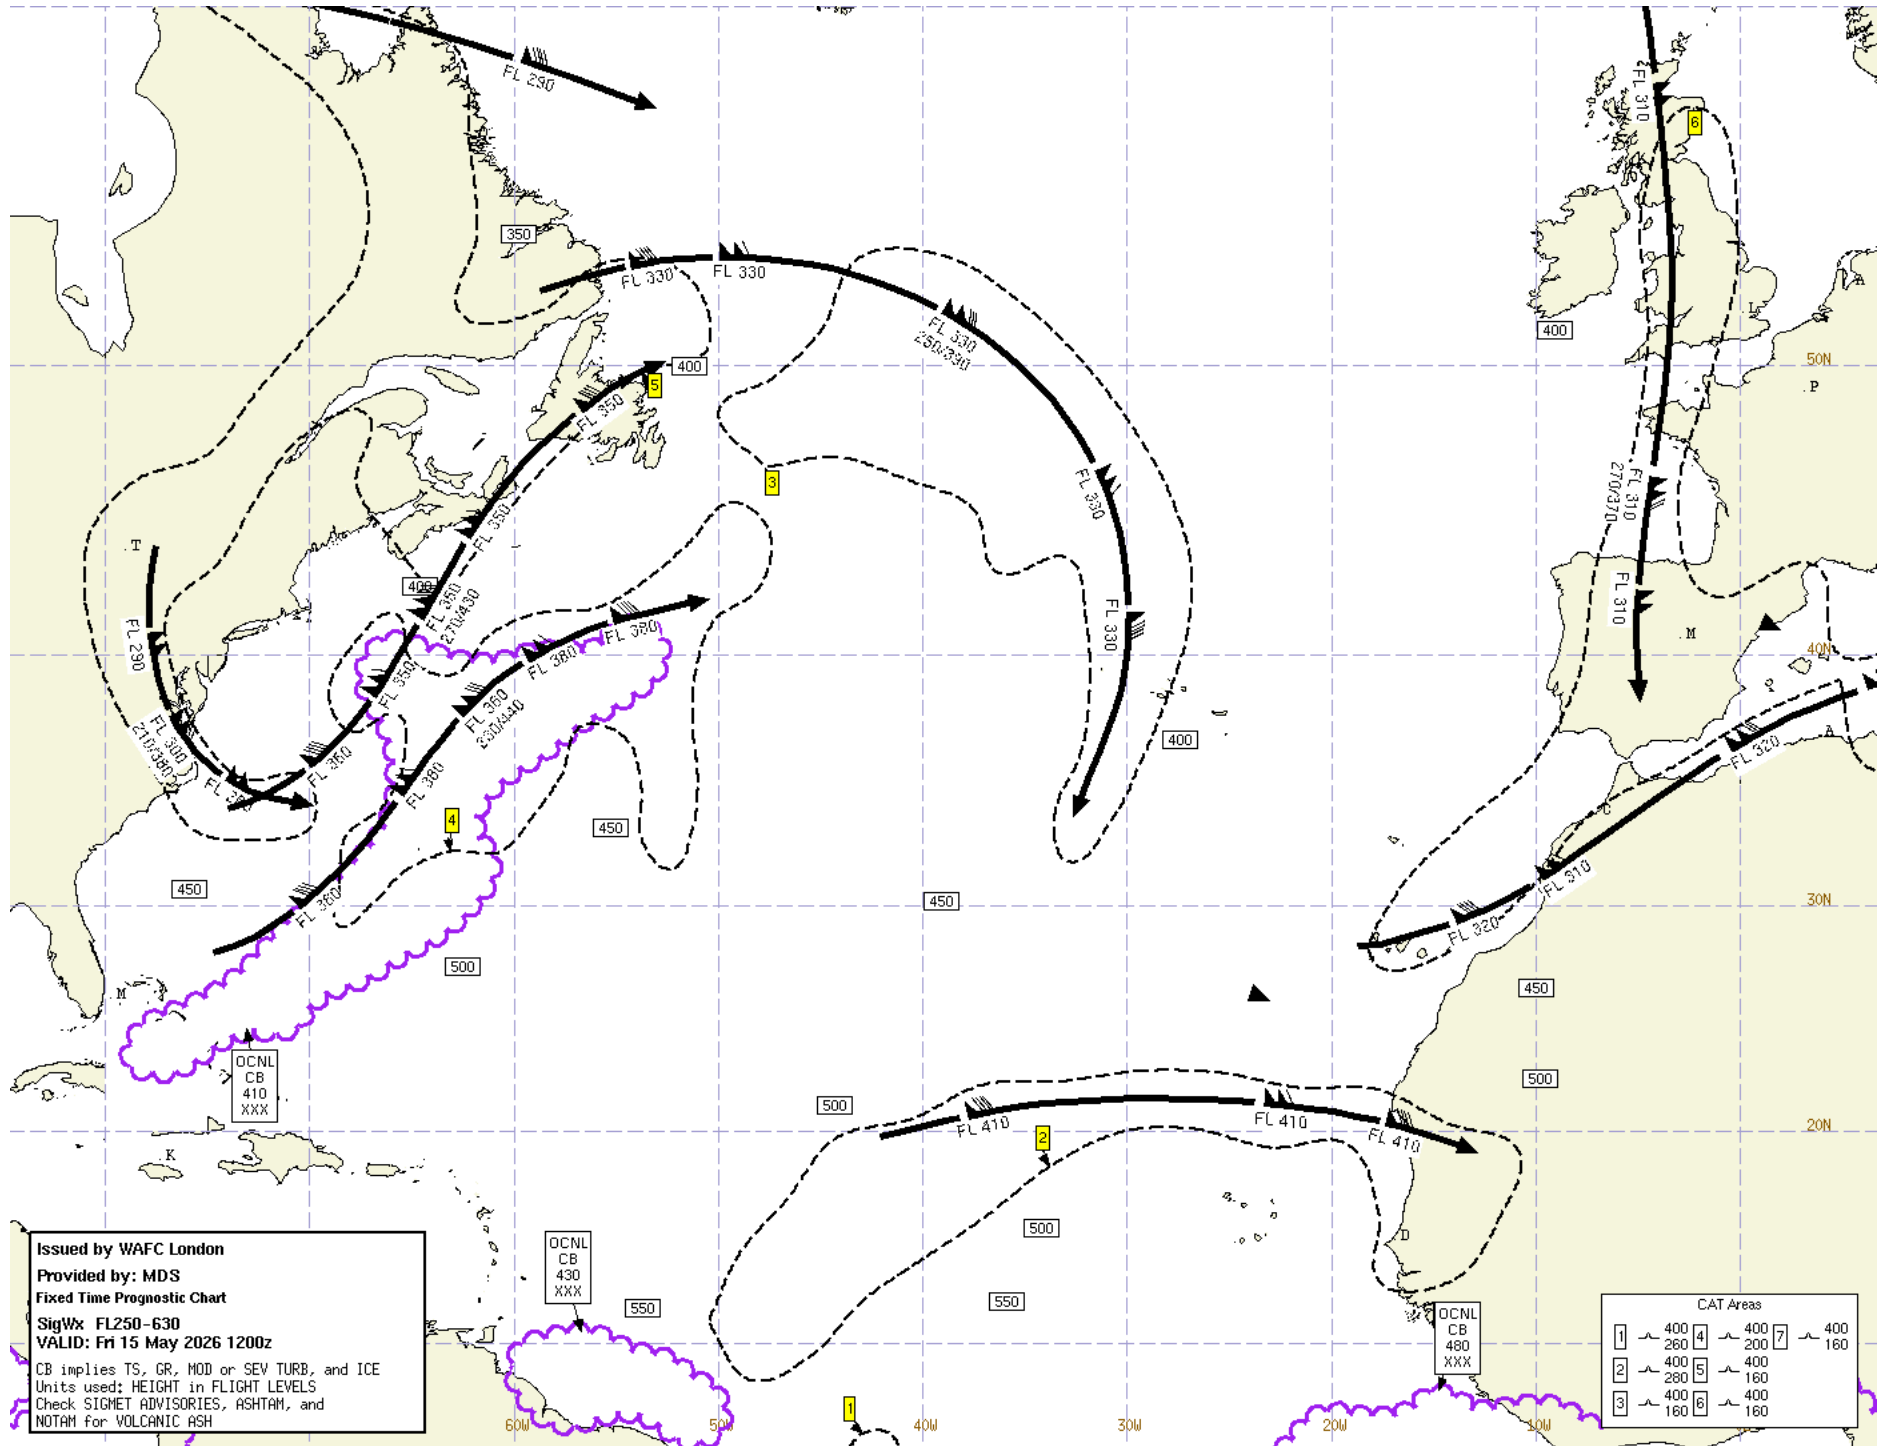 FL 290
FL 310
6
350
FL 330
FL 330
A
L
400
FL 330
250/390
400
50N
5
P
FL 350
FL 330
3
FL 310
270/370
FL 350
T
400
FL 350
270/430
FL 310
FL 330
FL 290
FL 380
M
40N
FL 380
FL 350
FL 360
230/440
FL 300
210/380
400
A
FL 320
FL 350
FL 380
C
4
450
450
FL 310
FL 360
450
30N
FL 320
500
M
450
OCNL
CB
410
XXX
500
500
FL 410
FL 410
FL 410
20N
2
K
500
D
Issued by WAFC London
Provided by: MDS
Fixed Time Prognostic Chart
SigWx FL250-630
VALID: Fri 15 May 2026 1200z
CB implies TS, GR, MOD or SEV TURB, and ICE
Units used: HEIGHT in FLIGHT LEVELS
Check SIGMET ADVISORIES, ASHTAM, and
NOTAM for VOLCANIC ASH
OCNL
CB
430
XXX
550
550
OCNL
CB
480
XXX
CAT Areas
1 400 260 4 400 200 7 400 160
2 400 280 5 400 160
3 400 160 6 400 160
1
60W 50W 40W 30W 20W 10W